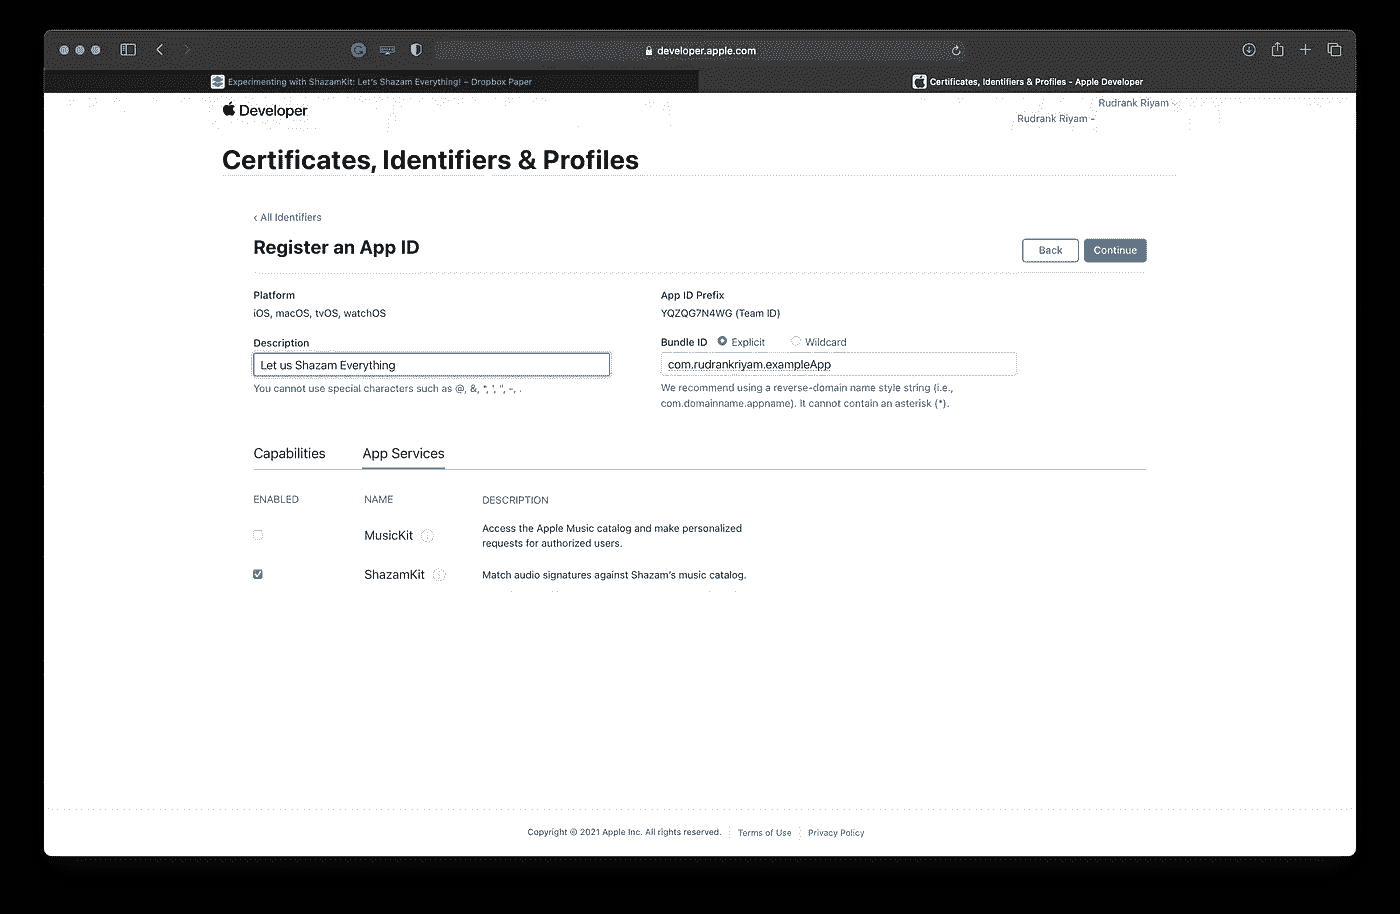 developer.apple.com
Experimenting with ShazamKit: Let's Shazam Everything! – Dropbox Paper
Certificates, Identifiers & Profiles - Apple Developer
Developer
Rudrank Riyam
Rudrank Riyam -
Certificates, Identifiers & Profiles
‹ All Identifiers
Register an App ID
Back
Continue
Platform
iOS, macOS, tvOS, watchOS
App ID Prefix
YQZQG7N4WG (Team ID)
Description
Let us Shazam Everything
You cannot use special characters such as @, &, *, ', ", -, .
Bundle ID Explicit Wildcard
com.rudrankriyam.exampleApp
We recommend using a reverse-domain name style string (i.e.,
com.domainname.appname). It cannot contain an asterisk (*).
Capabilities
App Services
ENABLED NAME DESCRIPTION
MusicKit
Access the Apple Music catalog and make personalized
requests for authorized users.
ShazamKit
Match audio signatures against Shazam's music catalog.
Copyright © 2021 Apple Inc. All rights reserved. Terms of Use Privacy Policy